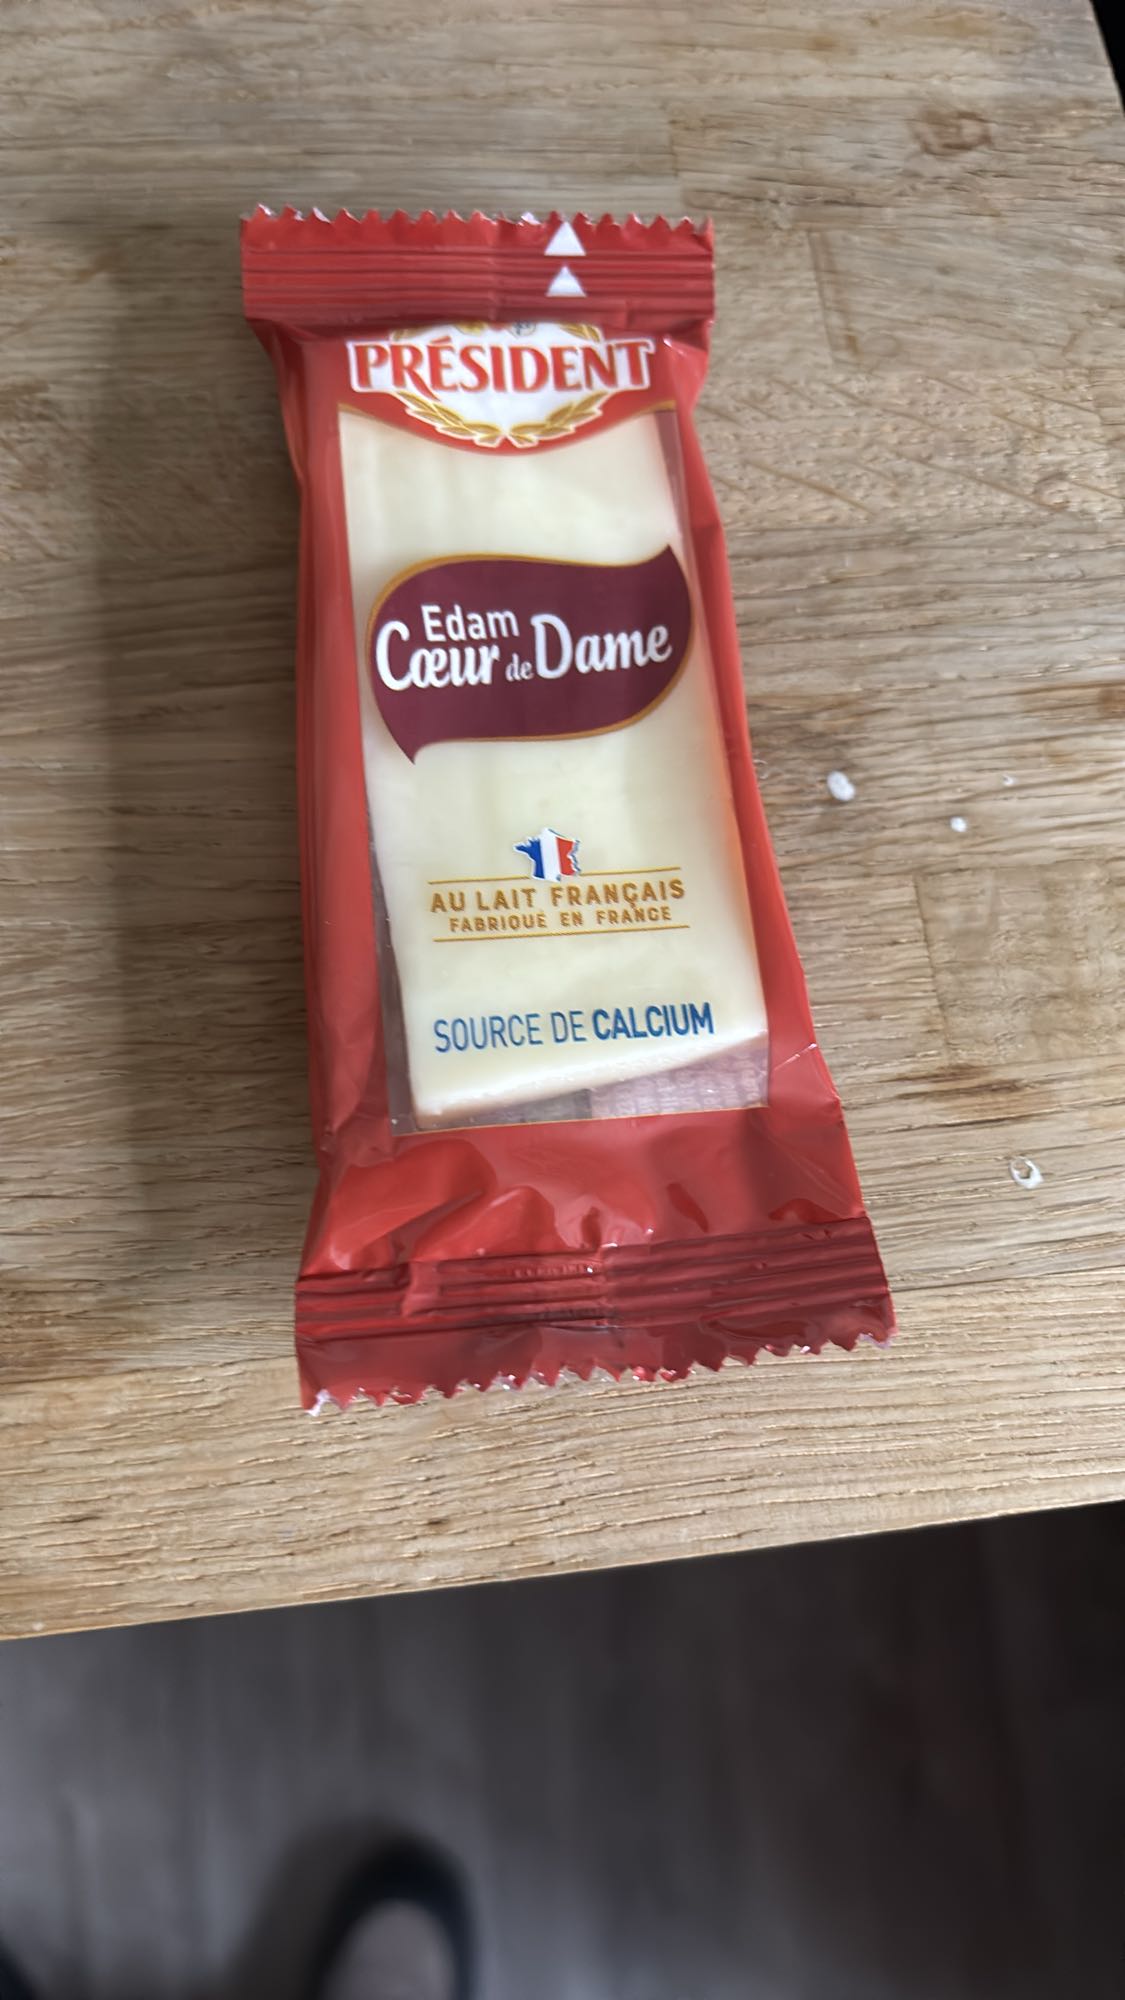 PRÉSIDENT
Edam
Cœur de Dame
AU LAIT FRANÇAIS
FABRIQUÉ EN FRANCE
SOURCE DE CALCIUM